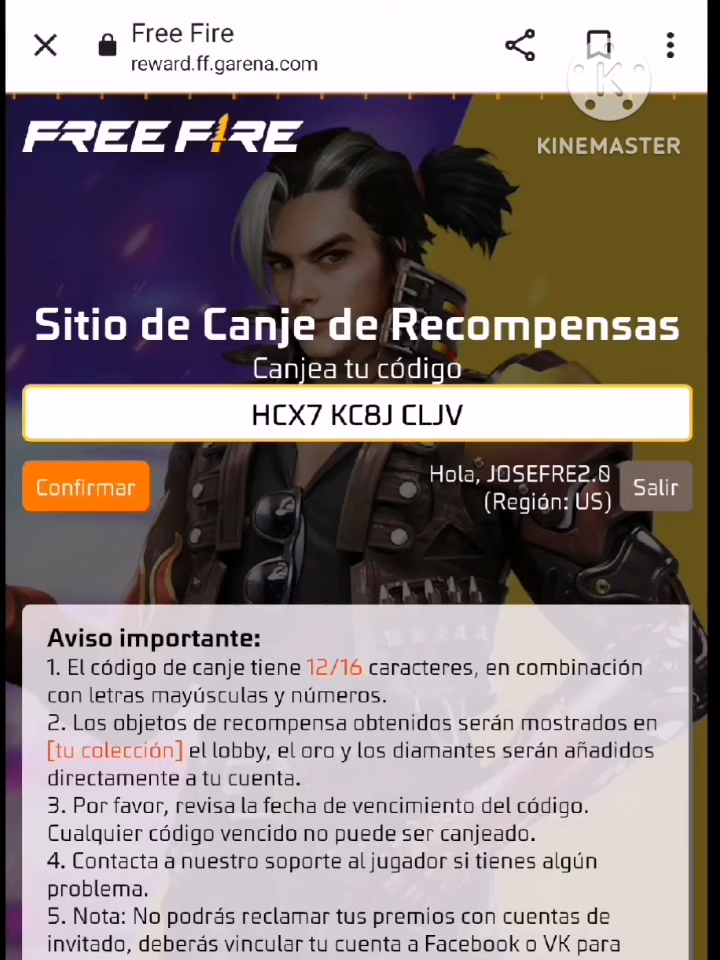 Free Fire
reward.ff.garena.com
KINEMASTER
FREE FIRE
Sitio de Canje de Recompensas
Canjea tu código
HCX7 KC8J CLJV
Confirmar
Hola, JOSEFRE2.0
(Región: US)
Salir
Aviso importante:
1. El código de canje tiene 12/16 caracteres, en combinación
con letras mayúsculas y números.
2. Los objetos de recompensa obtenidos serán mostrados en
[tu colección] el lobby, el oro y los diamantes serán añadidos
directamente a tu cuenta.
3. Por favor, revisa la fecha de vencimiento del código.
Cualquier código vencido no puede ser canjeado.
4. Contacta a nuestro soporte al jugador si tienes algún
problema.
5. Nota: No podrás reclamar tus premios con cuentas de
invitado, deberás vincular tu cuenta a Facebook o VK para